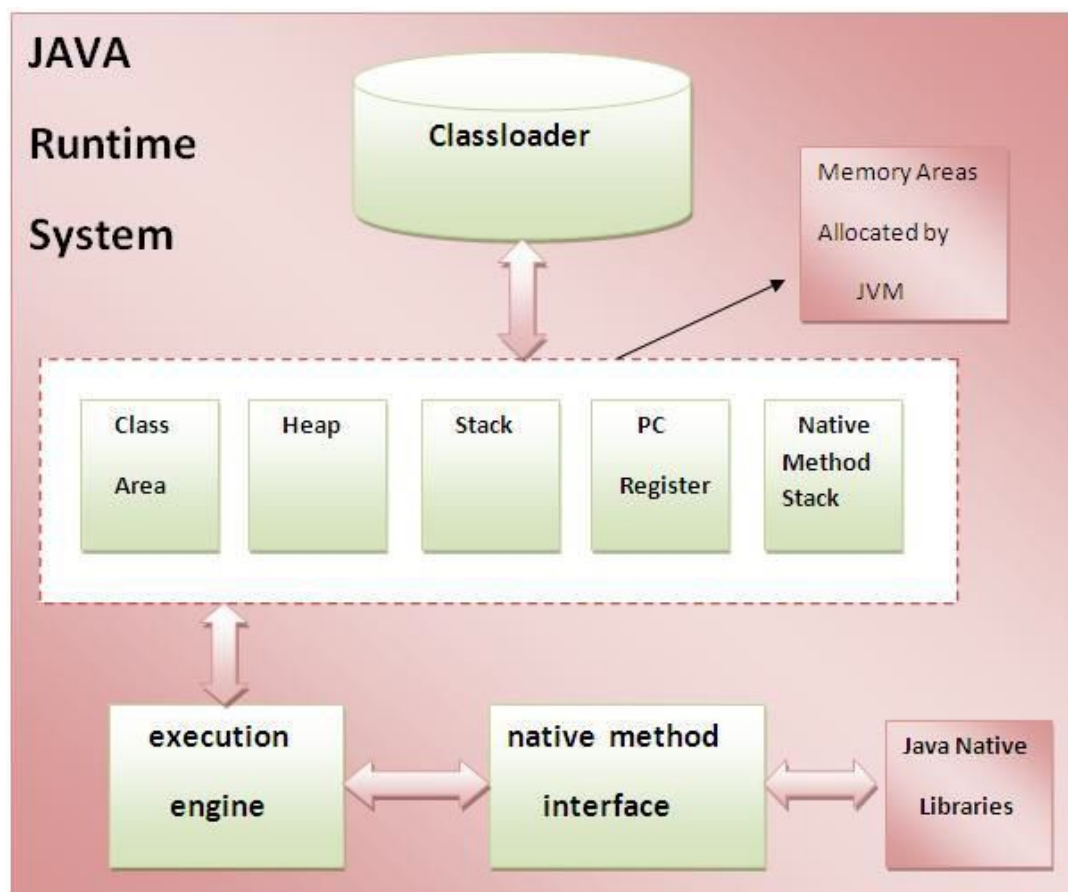 JAVA
Runtime
System
Classloader
Memory Areas
Allocated by
JVM
Class
Area
Heap
Stack
PC
Register
Native
Method
Stack
execution
engine
native method
interface
Java Native
Libraries